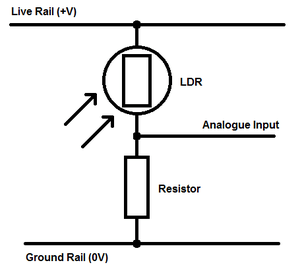 Live Rail (+V)
LDR
Analogue Input
Resistor
Ground Rail (0V)